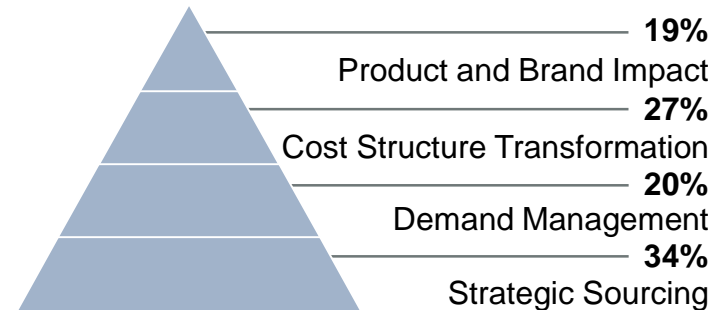 19%
Product and Brand Impact
27%
Cost Structure Transformation
20%
Demand Management
34%
Strategic Sourcing